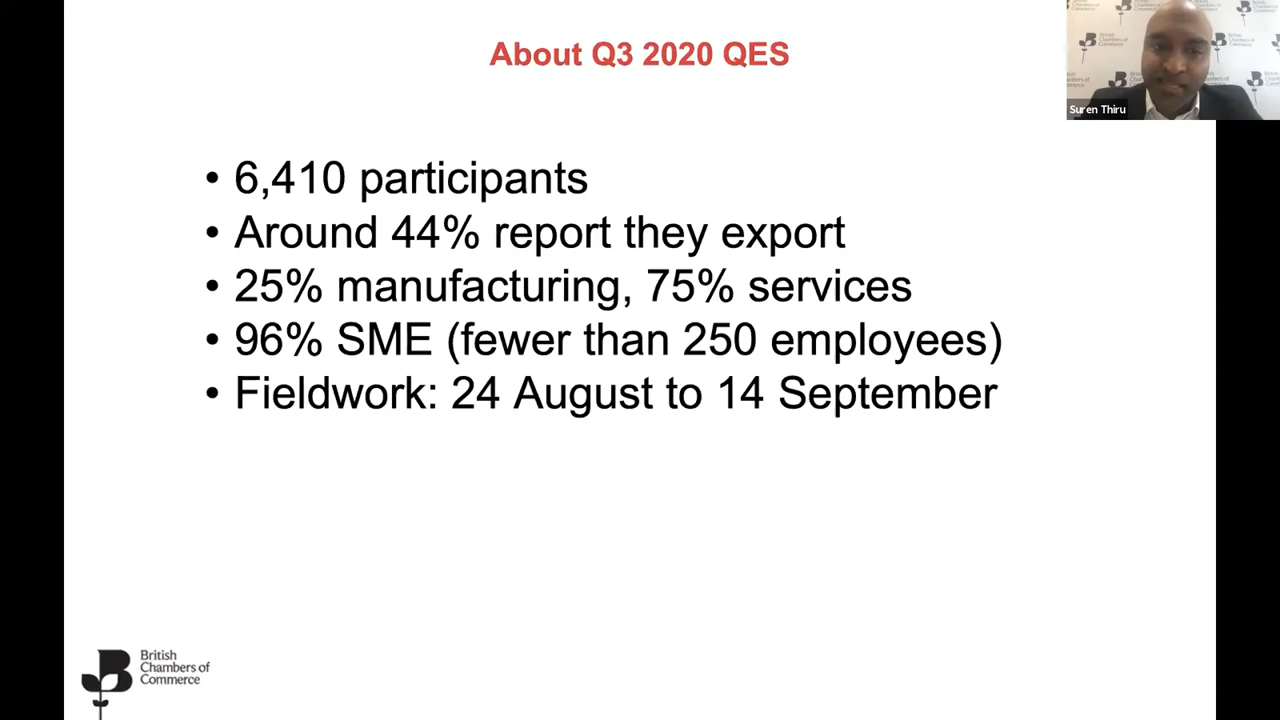 About Q3 2020 QES
Suren Thiru
• 6,410 participants
• Around 44% report they export
• 25% manufacturing, 75% services
• 96% SME (fewer than 250 employees)
• Fieldwork: 24 August to 14 September
British
Chambers of
Commerce